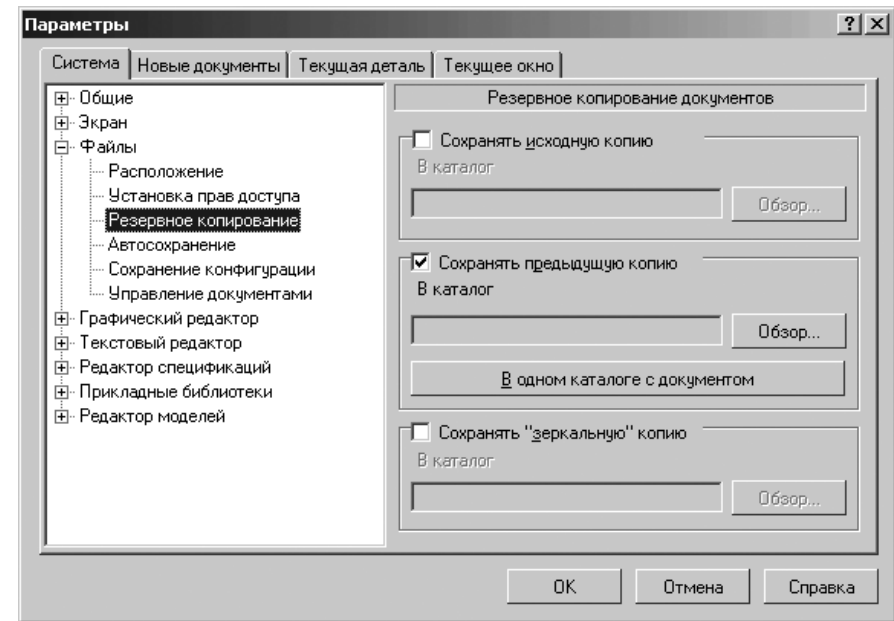 Параметры
Система
Новые документы
Текущая деталь
Текущее окно
Общие
Экран
Файлы
Расположение
Установка прав доступа
Резервное копирование
Автосохранение
Сохранение конфигурации
Управление документами
Графический редактор
Текстовый редактор
Редактор спецификаций
Прикладные библиотеки
Редактор моделей
Резервное копирование документов
Сохранять исходную копию
В каталог
Обзор...
Сохранять предыдущую копию
В каталог
Обзор...
В одном каталоге с документом
Сохранять "зеркальную" копию
В каталог
Обзор...
OK
Отмена
Справка